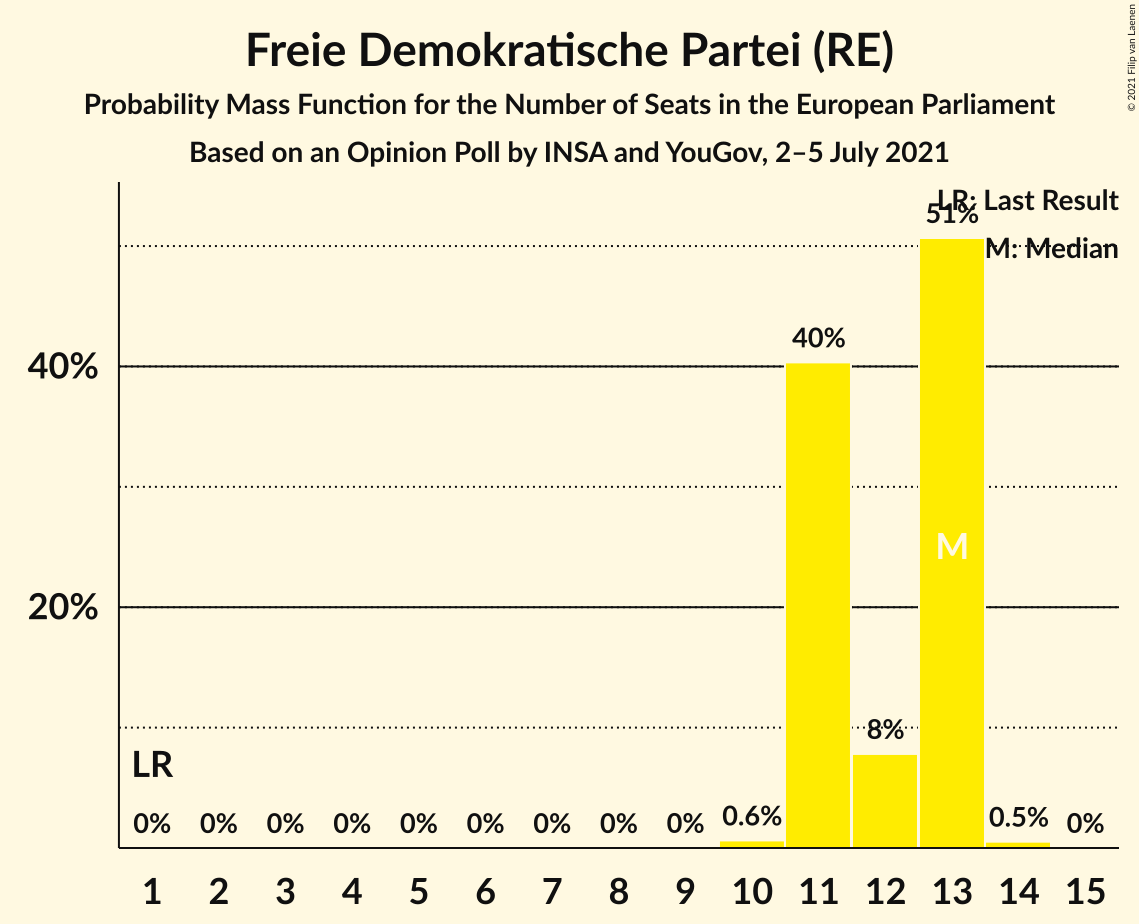 Freie Demokratische Partei (RE)
Probability Mass Function for the Number of Seats in the European Parliament
Based on an Opinion Poll by INSA and YouGov, 2–5 July 2021
© 2021 Filip van Laenen
LR: Last Result
M: Median
51%
40%
40%
M
20%
8%
LR
0% 0% 0% 0% 0% 0% 0% 0% 0% 0.6% 0.5% 0%
1 2 3 4 5 6 7 8 9 10 11 12 13 14 15